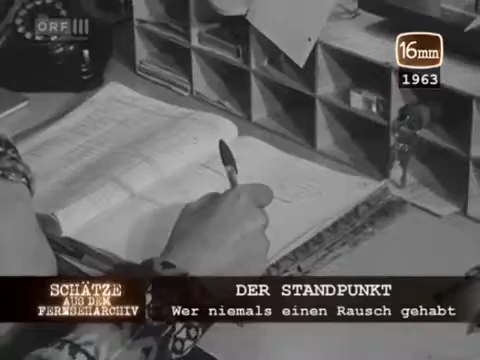 ORF III
16mm
1963
SCHÄTZE
AUS DEM
FERNSEHARCHIV
DER STANDPUNKT
Wer niemals einen Rausch gehabt